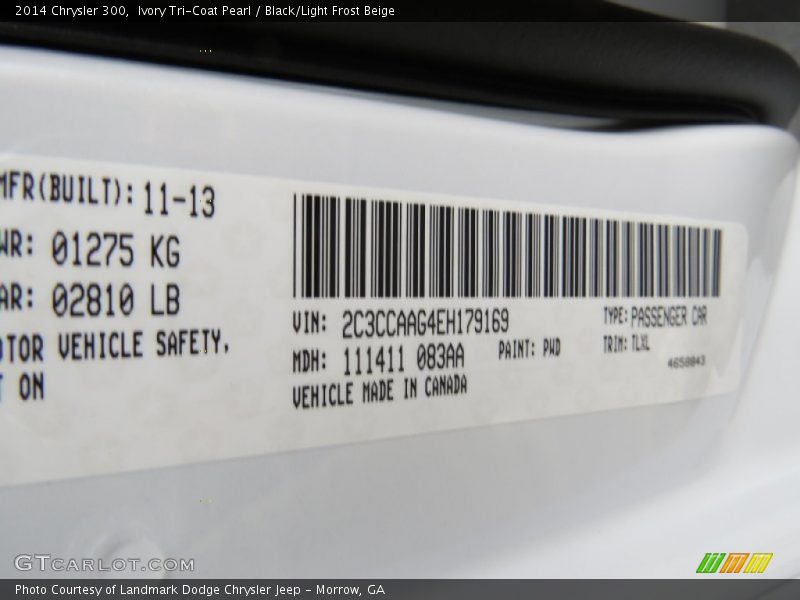 2014 Chrysler 300,  Ivory Tri-Coat Pearl / Black/Light Frost Beige
MFR(BUILT): 11-13
WR: 01275 KG
AR: 02810 LB
OTOR VEHICLE SAFETY,
T ON
VIN: 2C3CCAAG4EH179169
TYPE: PASSENGER CAR
MDH: 111411 083AA
PAINT: PWD
TRIM: TLXL
VEHICLE MADE IN CANADA
4650843
GTCARLOT.COM
Photo Courtesy of Landmark Dodge Chrysler Jeep - Morrow, GA